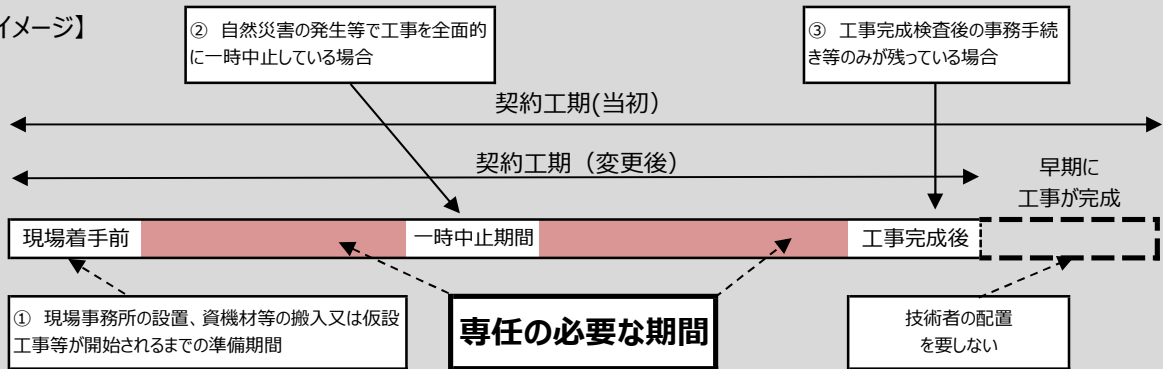 イメージ】
② 自然災害の発生等で工事を全面的
に一時中止している場合
③ 工事完成検査後の事務手続
き等のみが残っている場合
契約工期(当初）
契約工期（変更後）
早期に
工事が完成
現場着手前
一時中止期間
工事完成後
① 現場事務所の設置、資機材等の搬入又は仮設
工事等が開始されるまでの準備期間
専任の必要な期間
技術者の配置
を要しない